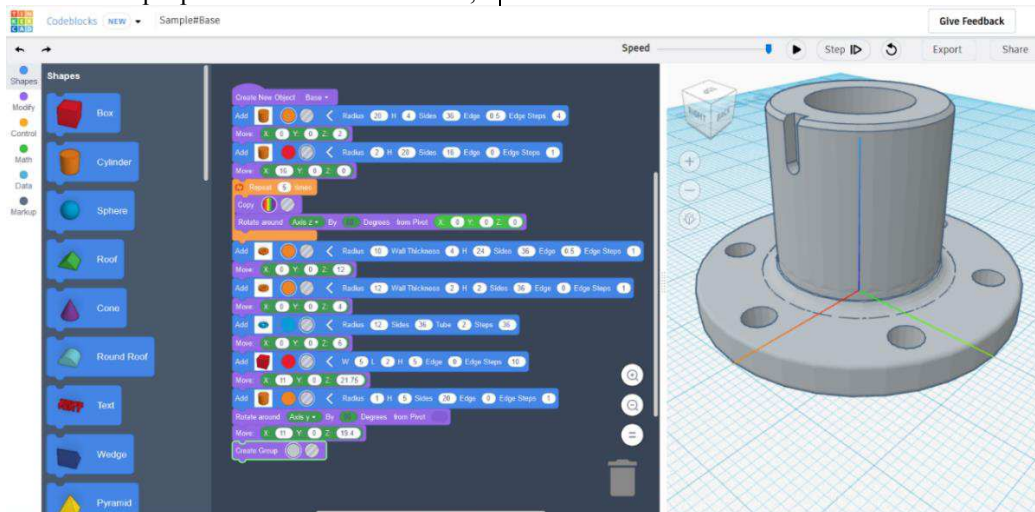 TIN KER CAD
Codeblocks NEW Sample#Base
Give Feedback
Speed
Step
Export
Share
Shapes
Modify
Control
Math
Data
Markup
Shapes
Box
Cylinder
Sphere
Roof
Cone
Round Roof
Text
Wedge
Pyramid
Create New Object Base
Add Radius 20 H 4 Sides 36 Edge 0.5 Edge Steps 4
Move: X: 0 Y: 0 Z: 2
Add Radius 2 H 20 Sides 16 Edge 0 Edge Steps 1
Move: X: 16 Y: 0 Z: 0
Repeat 6 times
Copy
Rotate around Axis z By Degrees from Pivot X: 0 Y: 0 Z: 0
Add Radius 10 Wall Thickness 4 H 24 Sides 36 Edge 0.5 Edge Steps 1
Move: X: 0 Y: 0 Z: 12
Add Radius 12 Wall Thickness 2 H 2 Sides 36 Edge 0 Edge Steps 1
Move: X: 0 Y: 0 Z: 4
Add Radius 12 Sides 36 Tube 2 Steps 36
Move: X: 0 Y: 0 Z: 6
Add W 5 L 2 H 5 Edge 0 Edge Steps 10
Move: X: 11 Y: 0 Z: 21.75
Add Radius 1 H 5 Sides 20 Edge 0 Edge Steps 1
Rotate around Axis y By Degrees from Pivot
Move: X: 11 Y: 0 Z: 19.4
Create Group
RIGHT BACK